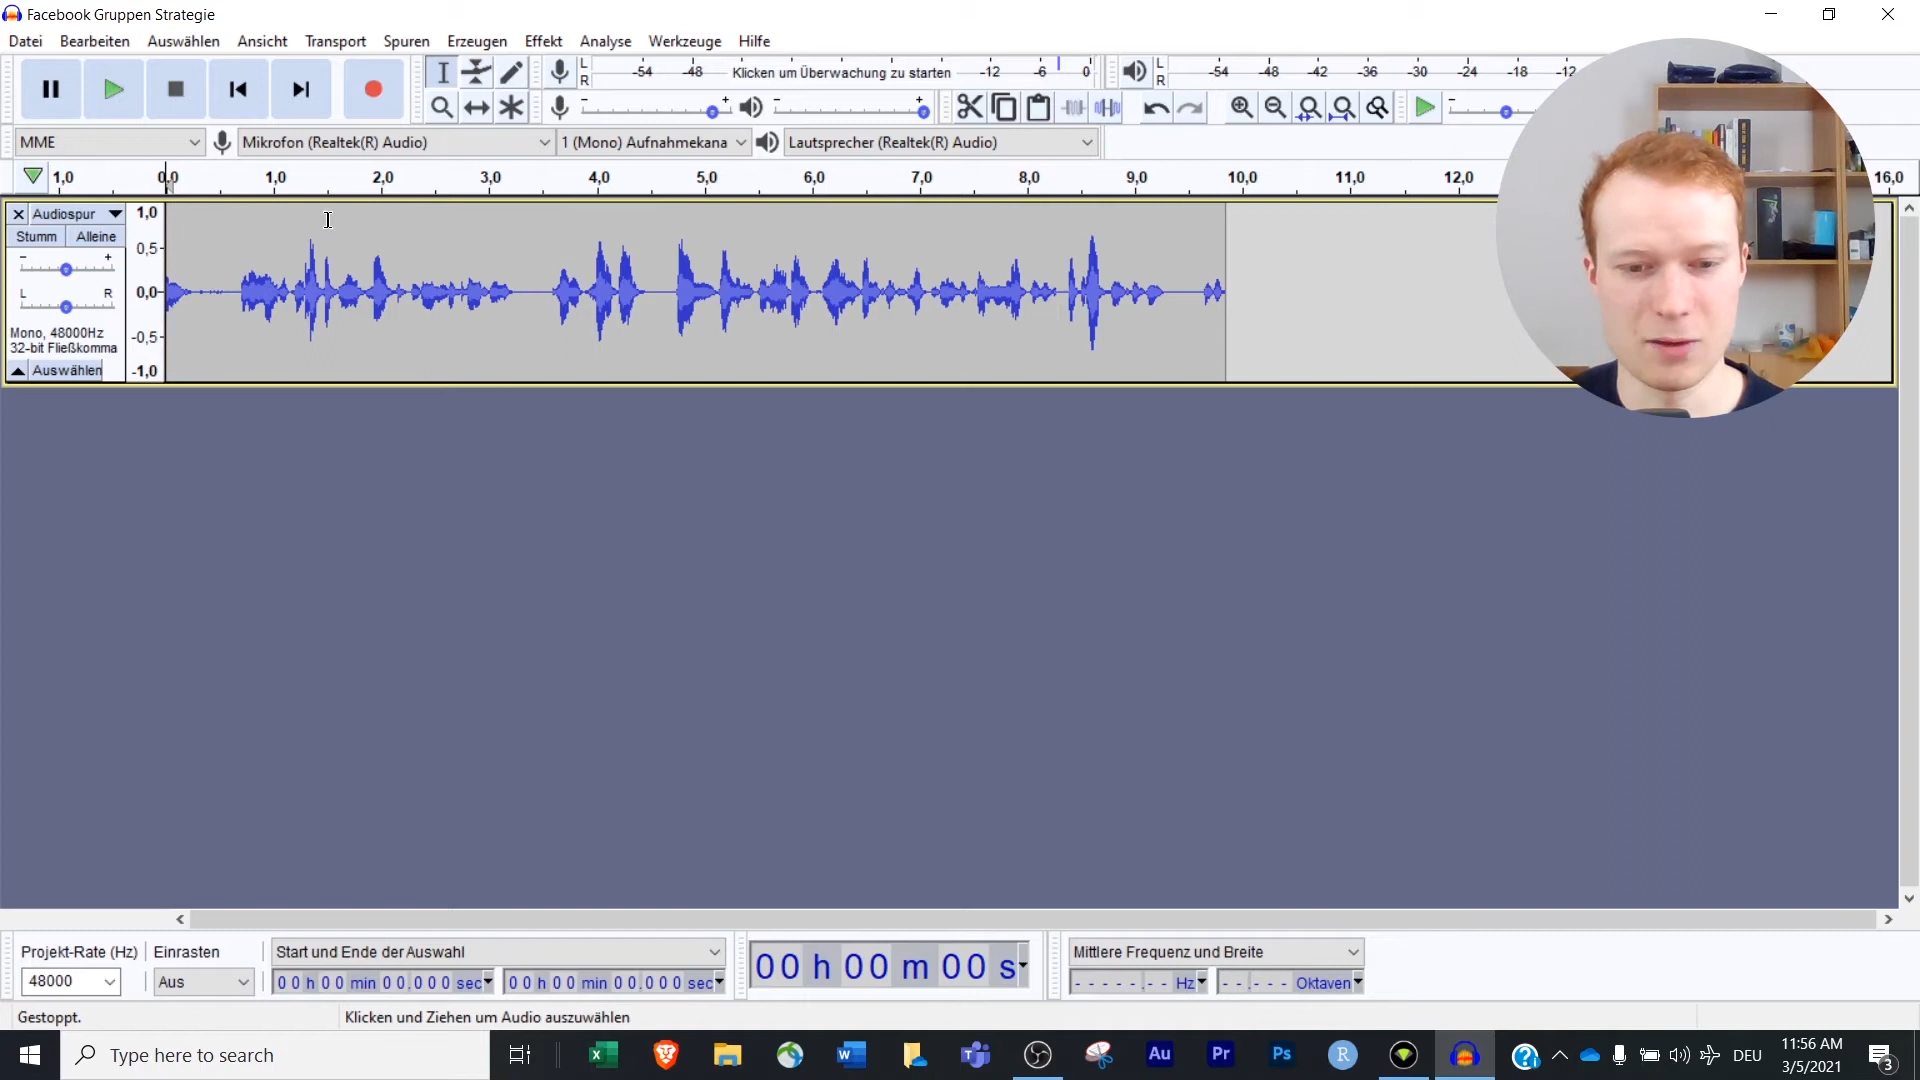 Facebook Gruppen Strategie
Datei Bearbeiten Auswählen Ansicht Transport Spuren Erzeugen Effekt Analyse Werkzeuge Hilfe
L R -54 -48 Klicken um Überwachung zu starten -12 -6 0 L R -54 -48 -42 -36 -30 -24 -18 -12
- + - + -
MME Mikrofon (Realtek(R) Audio) 1 (Mono) Aufnahmekana Lautsprecher (Realtek(R) Audio)
1,0 0,0 1,0 2,0 3,0 4,0 5,0 6,0 7,0 8,0 9,0 10,0 11,0 12,0 16,0
Audiospur 1,0
Stumm Alleine 0,5
- +
L R 0,0
Mono, 48000Hz -0,5
32-bit Fließkomma
Auswählen -1,0
Projekt-Rate (Hz) Einrasten Start und Ende der Auswahl 00 h 00 m 00 s Mittlere Frequenz und Breite
48000 Aus 00 h 00 min 00.000 sec 00 h 00 min 00.000 sec - - - - - . - - Hz - - . - - - Oktaven
Gestoppt. Klicken und Ziehen um Audio auszuwählen
Type here to search Au Pr Ps R DEU 11:56 AM
3/5/2021 3